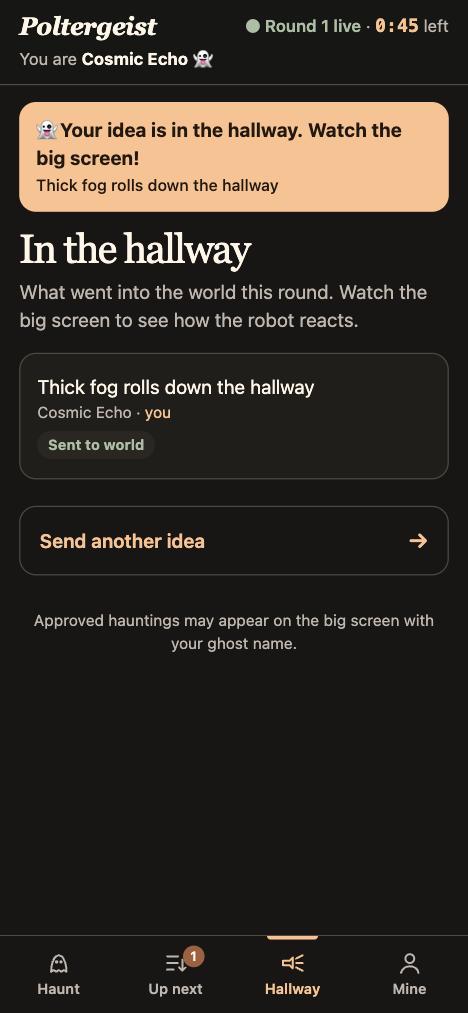 Poltergeist
Round 1 live · 0:45 left
You are Cosmic Echo 👻
👻Your idea is in the hallway. Watch the
big screen!
Thick fog rolls down the hallway
In the hallway
What went into the world this round. Watch the
big screen to see how the robot reacts.
Thick fog rolls down the hallway
Cosmic Echo · you
Sent to world
Send another idea →
Approved hauntings may appear on the big screen with
your ghost name.
1
Haunt
Up next
Hallway
Mine